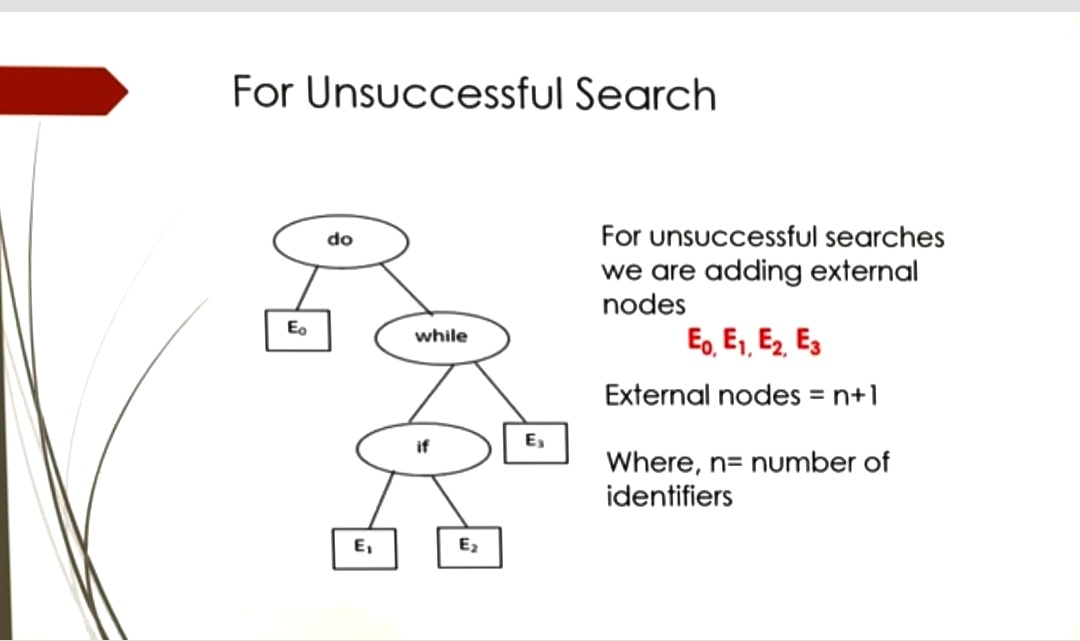 For Unsuccessful Search
do
E₀
while
if
E₃
E₁
E₂
For unsuccessful searches
we are adding external
nodes
E₀, E₁, E₂, E₃
External nodes = n+1
Where, n= number of
identifiers